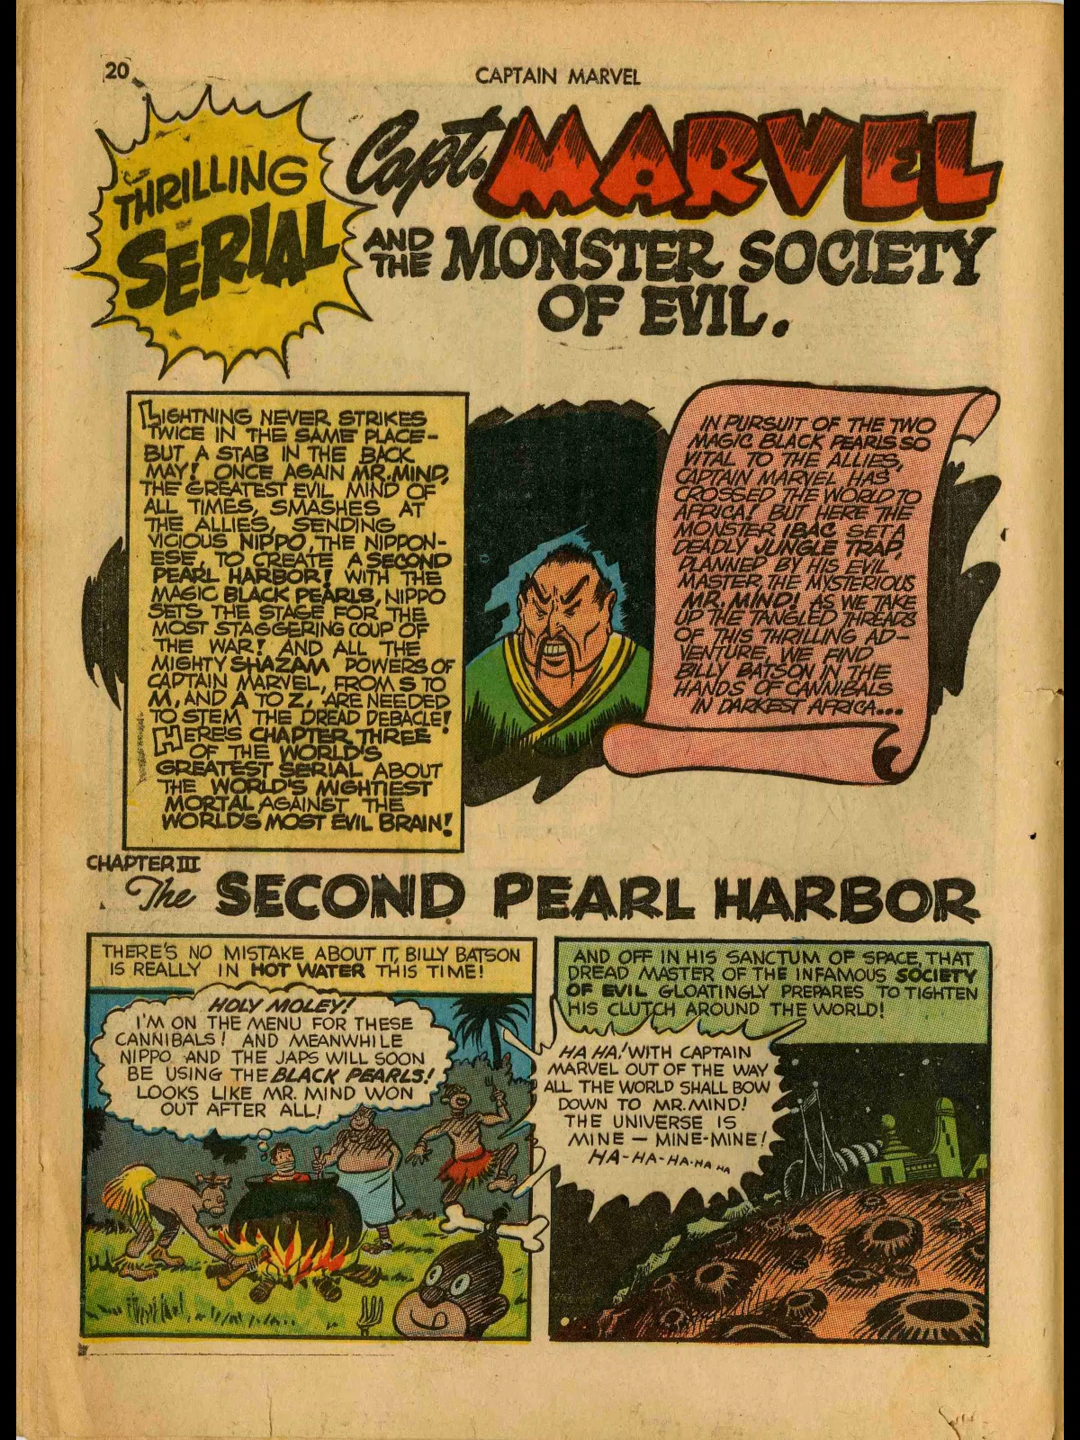 20
CAPTAIN MARVEL
THRILLING
SERIAL
Capt. MARVEL
AND
THE MONSTER SOCIETY
OF EVIL.
LIGHTNING NEVER STRIKES
TWICE IN THE SAME PLACE-
BUT A STAB IN THE BACK
MAY! ONCE AGAIN MR.MIND,
THE GREATEST EVIL MIND OF
ALL TIMES, SMASHES AT
THE ALLIES, SENDING
VICIOUS NIPPO, THE NIPPON-
ESE, TO CREATE A SECOND
PEARL HARBOR! WITH THE
MAGIC BLACK PEARLS, NIPPO
SETS THE STAGE FOR THE
MOST STAGGERING COUP OF
THE WAR! AND ALL THE
MIGHTY SHAZAM POWERS OF
CAPTAIN MARVEL, FROM S TO
M, AND A TO Z, ARE NEEDED
TO STEM THE DREAD DEBACLE!
HERE'S CHAPTER THREE
OF THE WORLD'S
GREATEST SERIAL ABOUT
THE WORLD'S MIGHTIEST
MORTAL AGAINST THE
WORLD'S MOST EVIL BRAIN!
IN PURSUIT OF THE TWO
MAGIC BLACK PEARLS SO
VITAL TO THE ALLIES,
CAPTAIN MARVEL HAS
CROSSED THE WORLD TO
AFRICA! BUT HERE THE
MONSTER IBAC SET A
DEADLY JUNGLE TRAP,
PLANNED BY HIS EVIL
MASTER, THE MYSTERIOUS
MR. MIND! AS WE TAKE
UP THE TANGLED THREADS
OF THIS THRILLING AD-
VENTURE, WE FIND
BILLY BATSON IN THE
HANDS OF CANNIBALS
IN DARKEST AFRICA...
CHAPTER III
The SECOND PEARL HARBOR
THERE'S NO MISTAKE ABOUT IT, BILLY BATSON
IS REALLY IN HOT WATER THIS TIME!
HOLY MOLEY!
I'M ON THE MENU FOR THESE
CANNIBALS! AND MEANWHILE
NIPPO AND THE JAPS WILL SOON
BE USING THE BLACK PEARLS!
LOOKS LIKE MR. MIND WON
OUT AFTER ALL!
AND OFF IN HIS SANCTUM OF SPACE, THAT
DREAD MASTER OF THE INFAMOUS SOCIETY
OF EVIL GLOATINGLY PREPARES TO TIGHTEN
HIS CLUTCH AROUND THE WORLD!
HA HA! WITH CAPTAIN
MARVEL OUT OF THE WAY
ALL THE WORLD SHALL BOW
DOWN TO MR.MIND!
THE UNIVERSE IS
MINE — MINE-MINE!
HA-HA-HA-HA HA